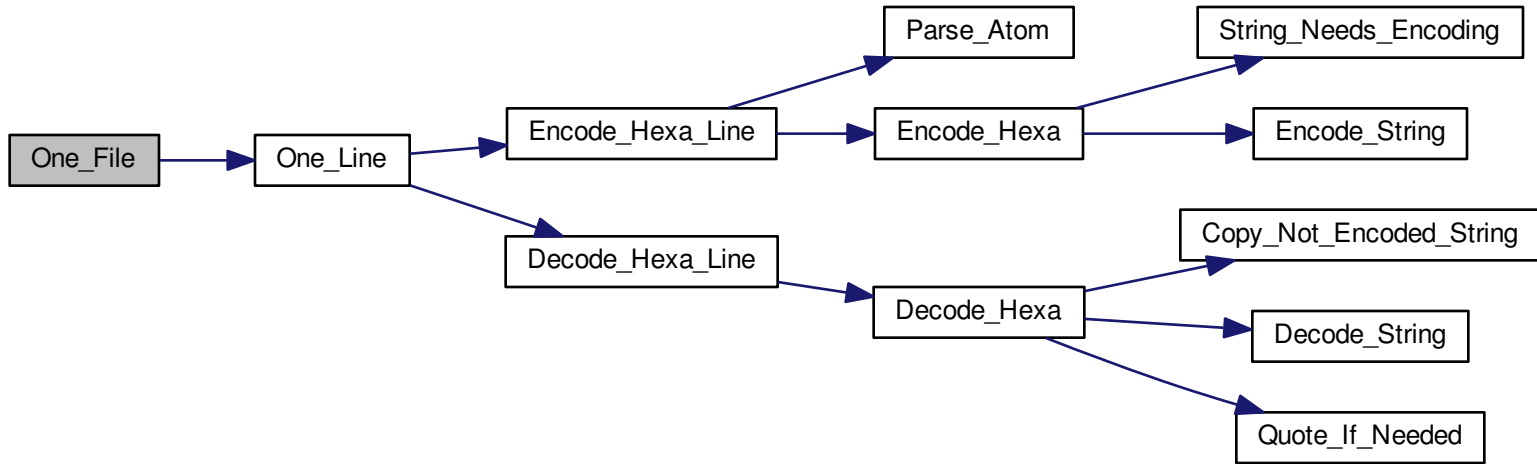 One_File
One_Line
Encode_Hexa_Line
Parse_Atom
Encode_Hexa
String_Needs_Encoding
Encode_String
Decode_Hexa_Line
Decode_Hexa
Copy_Not_Encoded_String
Decode_String
Quote_If_Needed